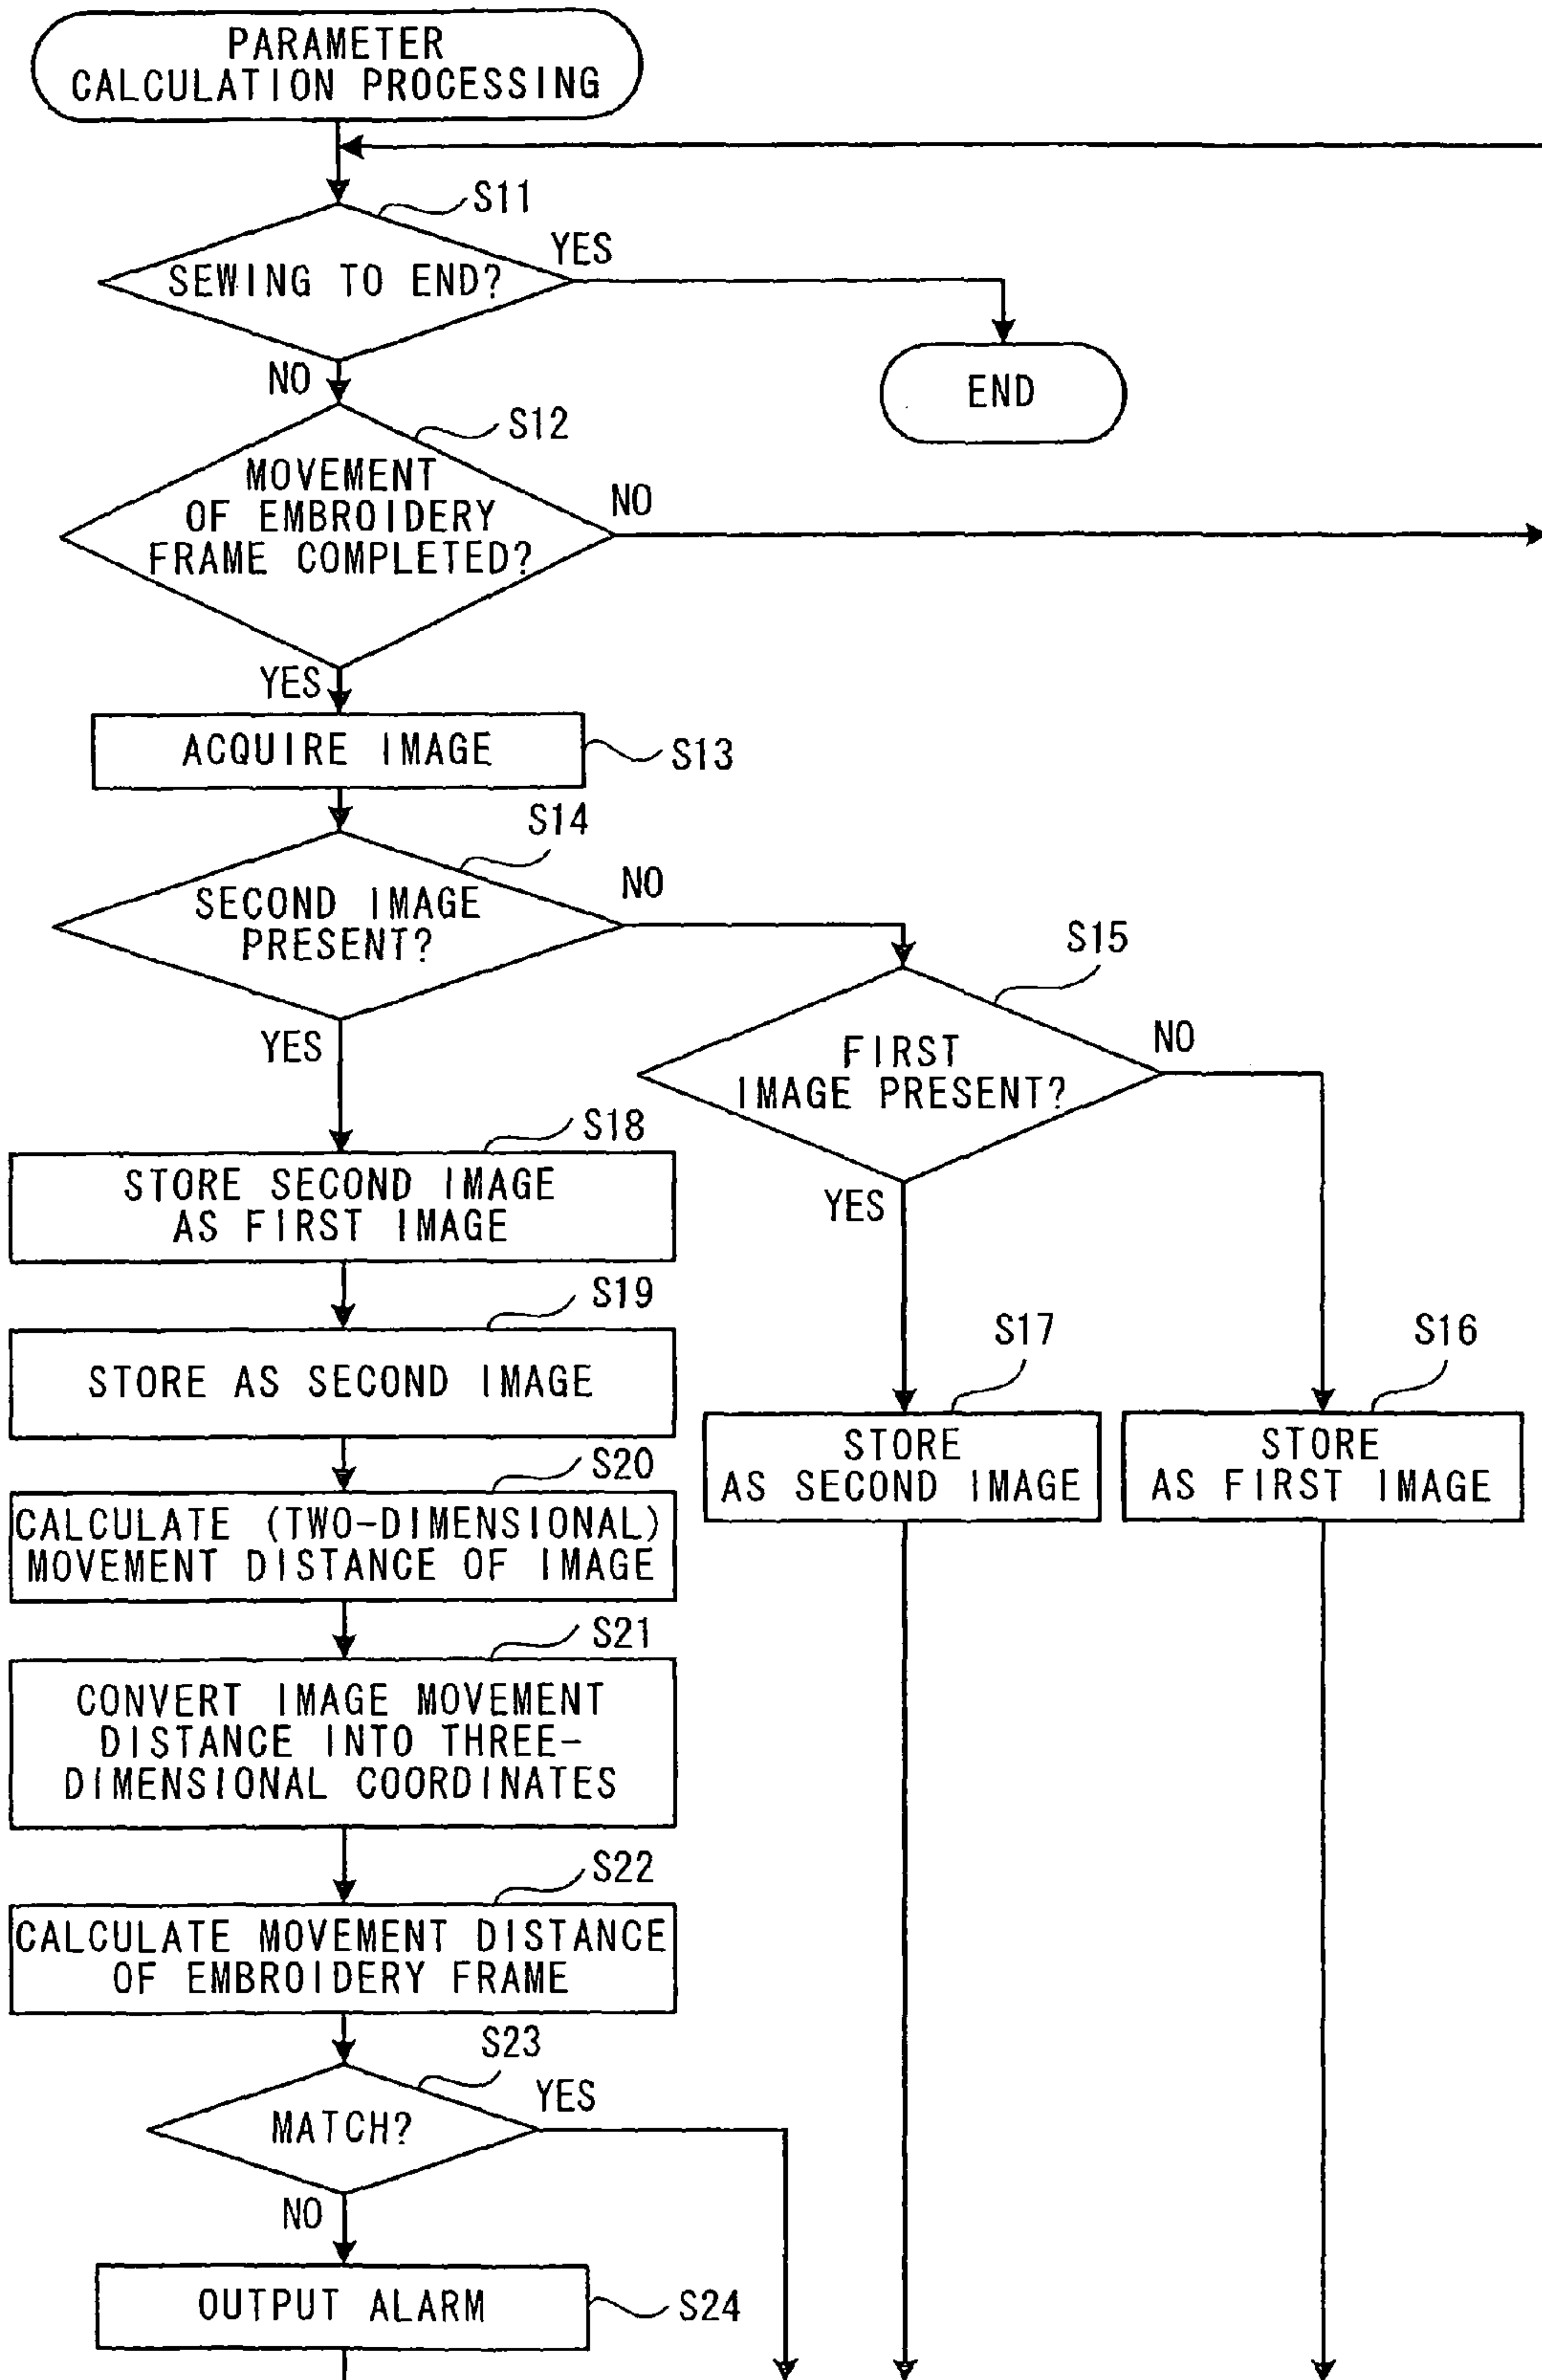 PARAMETER
CALCULATION PROCESSING
S11
SEWING TO END?
YES
NO
END
S12
MOVEMENT
OF EMBROIDERY
FRAME COMPLETED?
NO
YES
ACQUIRE IMAGE
S13
S14
SECOND IMAGE
PRESENT?
NO
YES
S15
FIRST
IMAGE PRESENT?
NO
YES
S18
STORE SECOND IMAGE
AS FIRST IMAGE
S19
STORE AS SECOND IMAGE
S17
STORE
AS SECOND IMAGE
S16
STORE
AS FIRST IMAGE
S20
CALCULATE (TWO-DIMENSIONAL)
MOVEMENT DISTANCE OF IMAGE
S21
CONVERT IMAGE MOVEMENT
DISTANCE INTO THREE-
DIMENSIONAL COORDINATES
S22
CALCULATE MOVEMENT DISTANCE
OF EMBROIDERY FRAME
S23
MATCH?
YES
NO
OUTPUT ALARM
S24